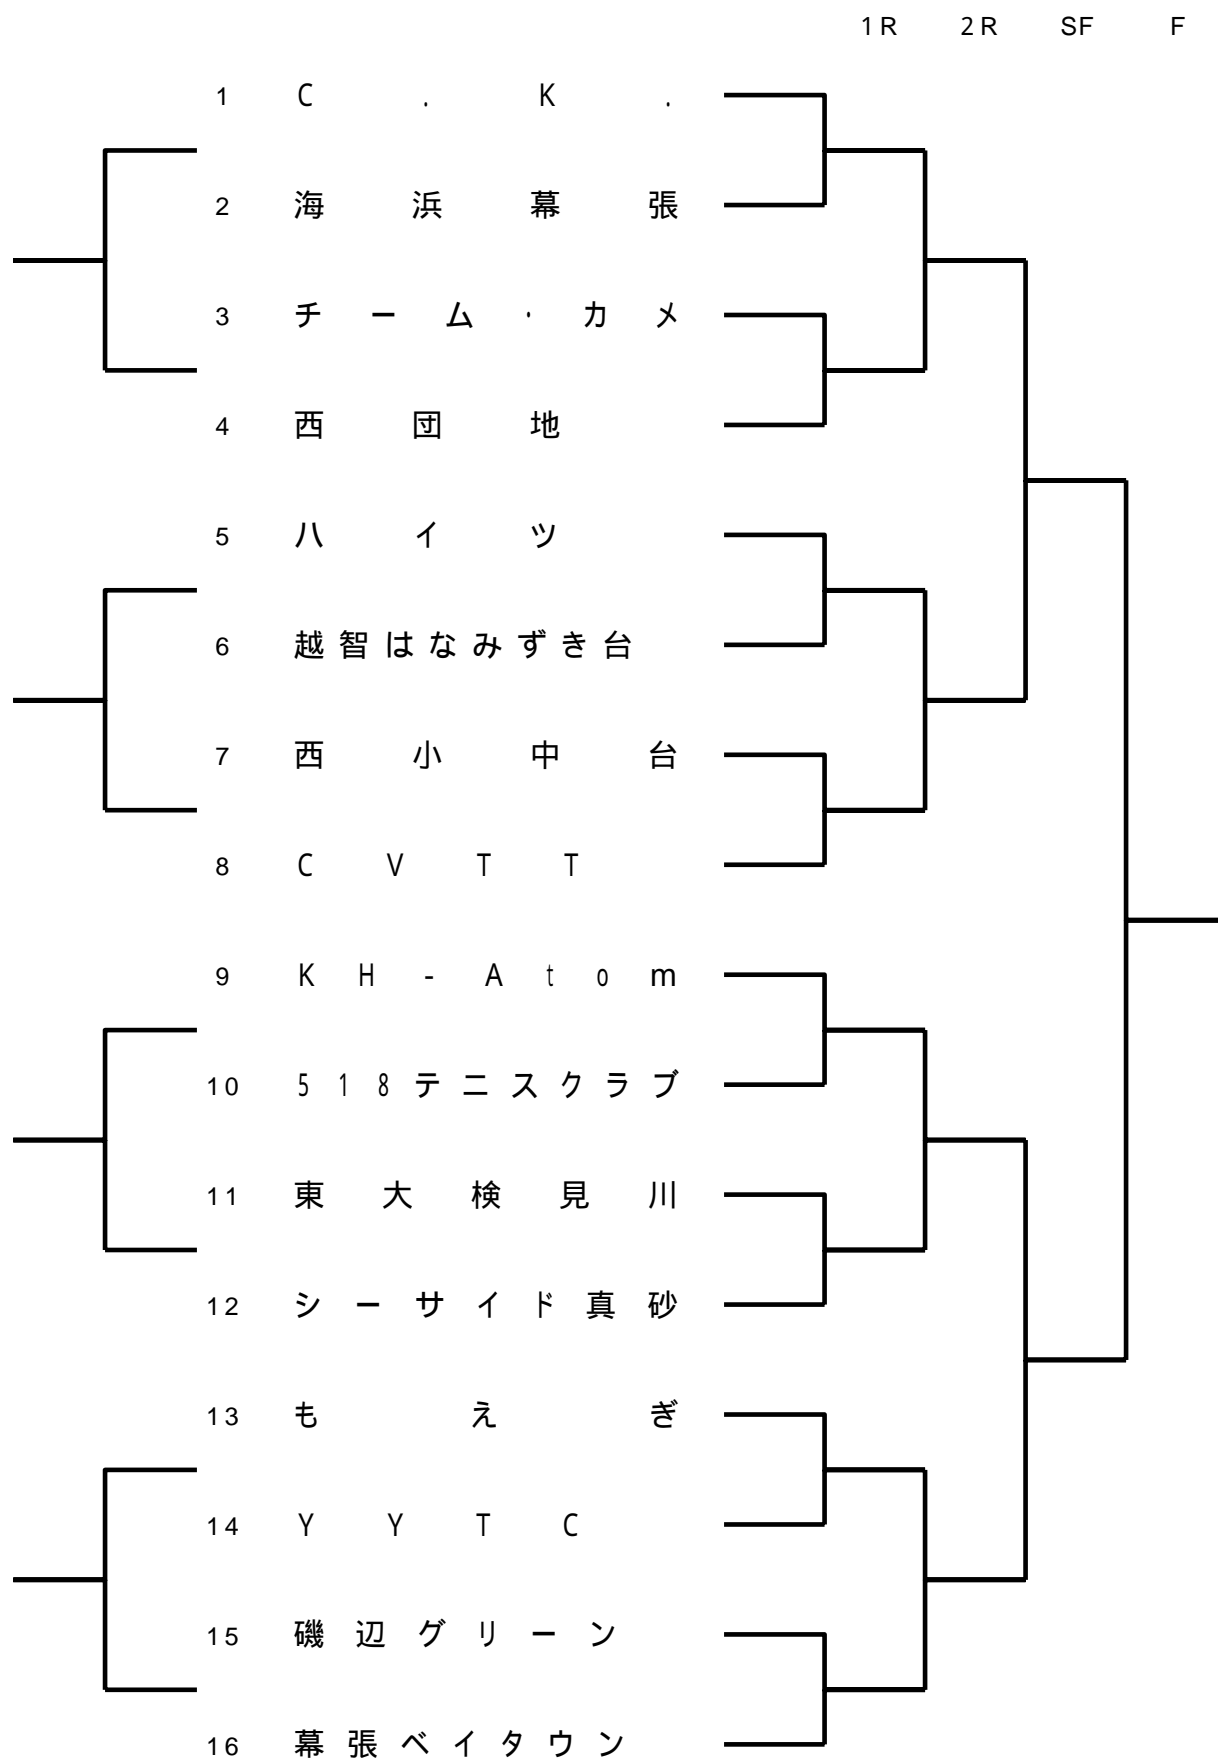 1R 2R SF F
1 C.K.
2 海浜幕張
3 チーム・カメ
4 西団地
5 ハイツ
6 越智はなみずき台
7 西小中台
8 CVTT
9 KH-Atom
10 518テニスクラブ
11 東大検見川
12 シーサイド真砂
13 もえぎ
14 YYTC
15 磯辺グリーン
16 幕張ベイタウン